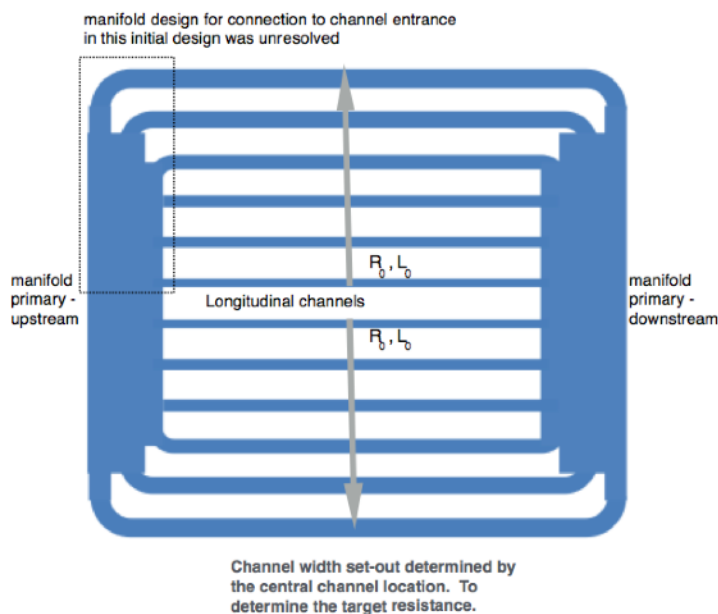 manifold design for connection to channel entrance
in this initial design was unresolved
R₀ , L₀
manifold
primary -
upstream
Longitudinal channels
manifold
primary -
downstream
R₀ , L₀
Channel width set-out determined by
the central channel location. To
determine the target resistance.